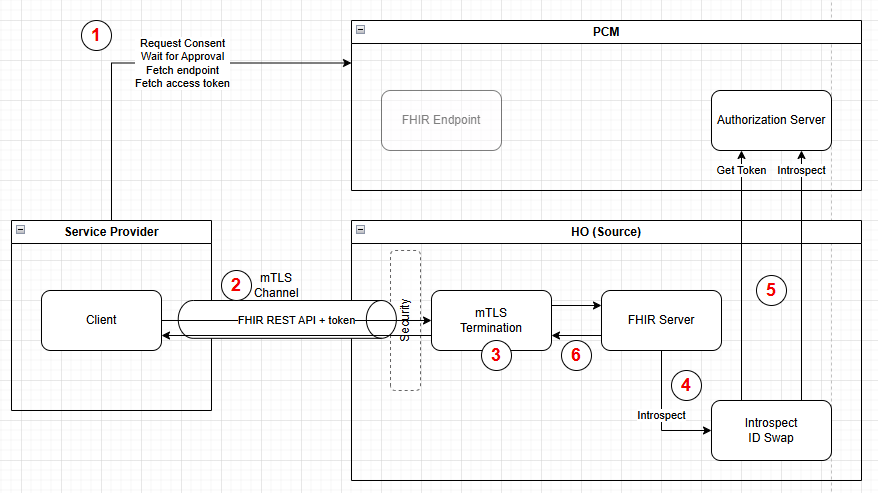 1
Request Consent
Wait for Approval
Fetch endpoint
Fetch access token
PCM
FHIR Endpoint
Authorization Server
Get Token
Introspect
Service Provider
HO (Source)
2
mTLS
Channel
Client
FHIR REST API + token
Security
mTLS
Termination
3
FHIR Server
5
6
4
Introspect
Introspect
ID Swap